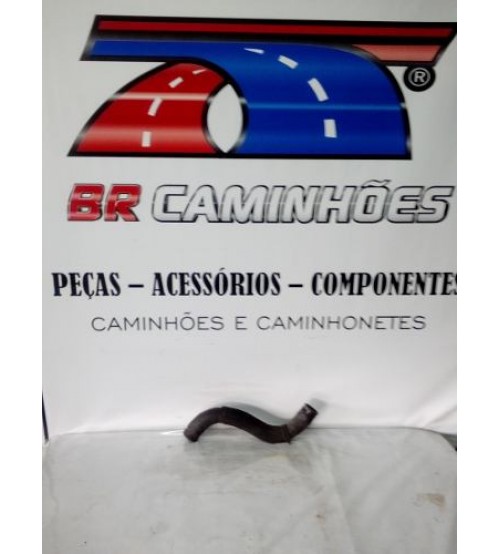 ®
BR CAMINHÕES
PEÇAS – ACESSÓRIOS – COMPONENTES
CAMINHÕES E CAMINHONETES